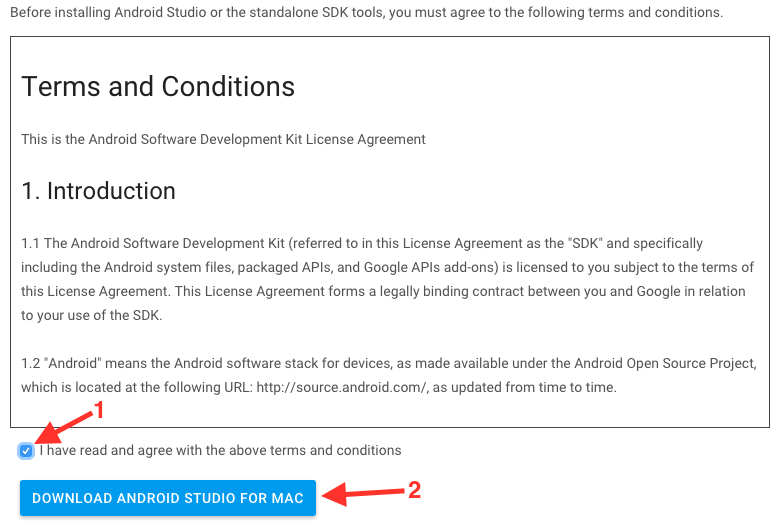 Before installing Android Studio or the standalone SDK tools, you must agree to the following terms and conditions.
Terms and Conditions
This is the Android Software Development Kit License Agreement
1. Introduction
1.1 The Android Software Development Kit (referred to in this License Agreement as the "SDK" and specifically
including the Android system files, packaged APIs, and Google APIs add-ons) is licensed to you subject to the terms of
this License Agreement. This License Agreement forms a legally binding contract between you and Google in relation
to your use of the SDK.
1.2 "Android" means the Android software stack for devices, as made available under the Android Open Source Project,
which is located at the following URL: http://source.android.com/, as updated from time to time.
1
I have read and agree with the above terms and conditions
DOWNLOAD ANDROID STUDIO FOR MAC
2